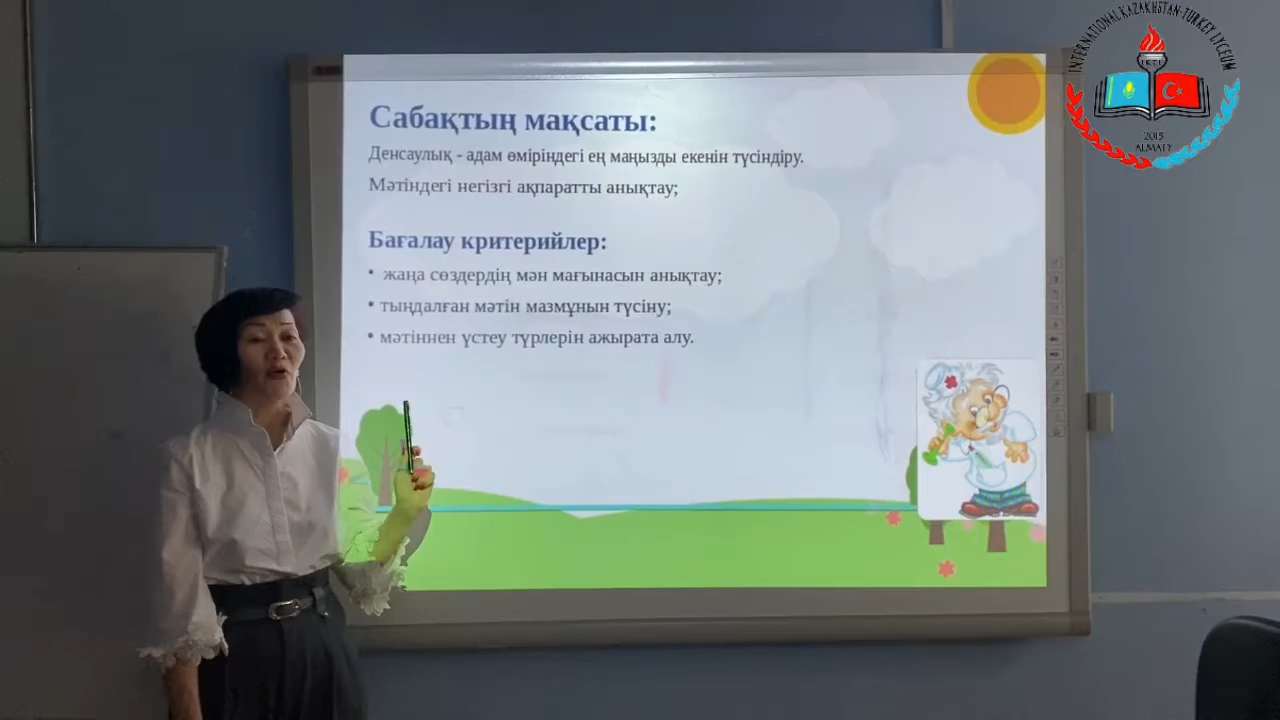 Сабақтың мақсаты:
Денсаулық - адам өміріндегі ең маңызды екенін түсіндіру.
Мәтіндегі негізгі ақпаратты анықтау;
Бағалау критерийлер:
• жаңа сөздердің мән мағынасын анықтау;
• тыңдалған мәтін мазмұнын түсіну;
• мәтіннен үстеу түрлерін ажырата алу.
INTERNATIONAL KAZAKHSTAN-TURKEY LYCEUM
IKTL
2015
ALMATY